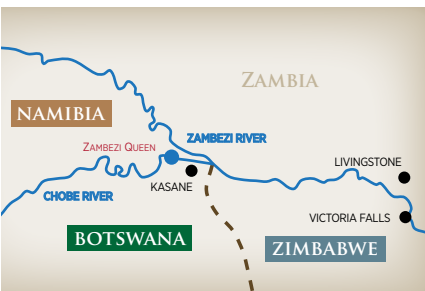 ZAMBIA
NAMIBIA
ZAMBEZI QUEEN
ZAMBEZI RIVER
LIVINGSTONE
KASANE
CHOBE RIVER
VICTORIA FALLS
BOTSWANA
ZIMBABWE